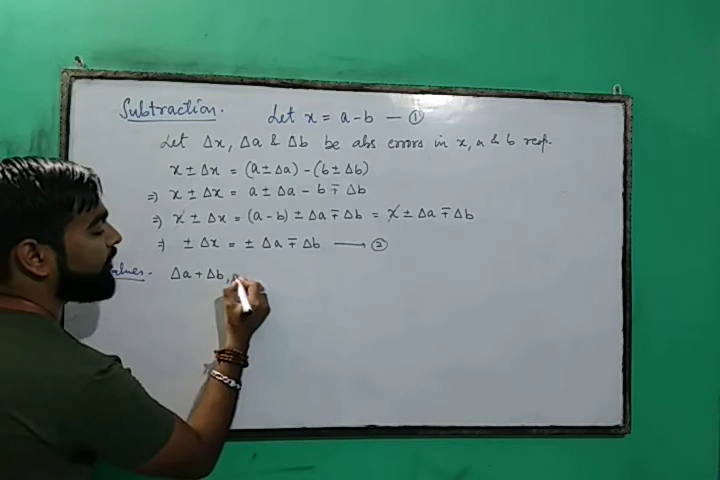 Subtraction. Let x = a - b — ①
Let Δx, Δa & Δb be abs errors in x, a & b resp.
x ± Δx = (a ± Δa) - (b ± Δb)
⇒) x ± Δx = a ± Δa - b ∓ Δb
⇒) x ± Δx = (a-b) ± Δa ∓ Δb = x ± Δa ∓ Δb
⇒) ± Δx = ± Δa ∓ Δb — ②
Δa + Δb,